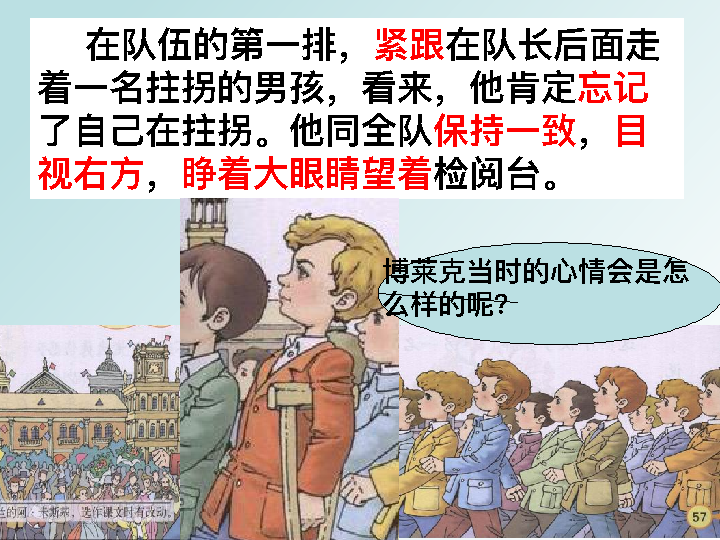 在队伍的第一排，紧跟在队长后面走
着一名拄拐的男孩，看来，他肯定忘记
了自己在拄拐。他同全队保持一致，目
视右方，睁着大眼睛望着检阅台。
博莱克当时的心情会是怎
么样的呢?
兰的阿·卡斯荼，选作课文时有改动。
57